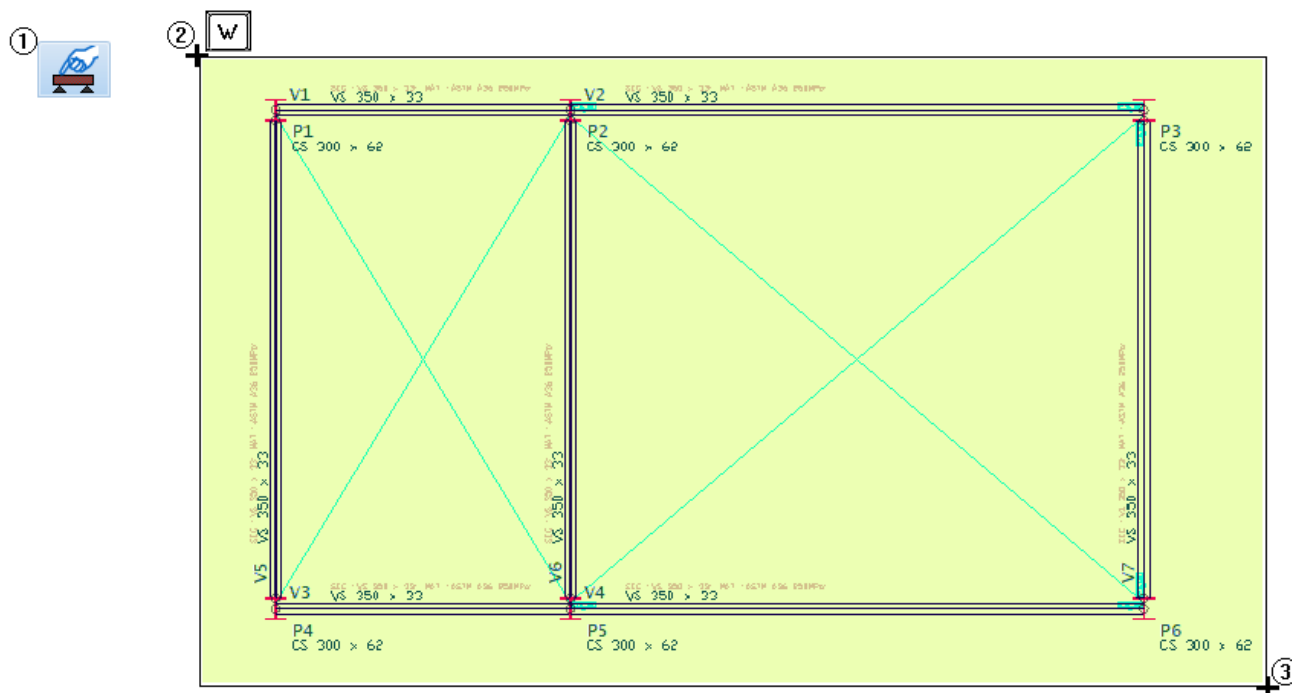 ①
② W
V1 VS 350 x 33
V2 VS 350 x 33
P1
CS 300 x 62
P2
CS 300 x 62
P3
CS 300 x 62
V5 VS 350 x 33
V6 VS 350 x 33
V7 VS 350 x 33
V3 VS 350 x 33
V4 VS 350 x 33
P4
CS 300 x 62
P5
CS 300 x 62
P6
CS 300 x 62
③